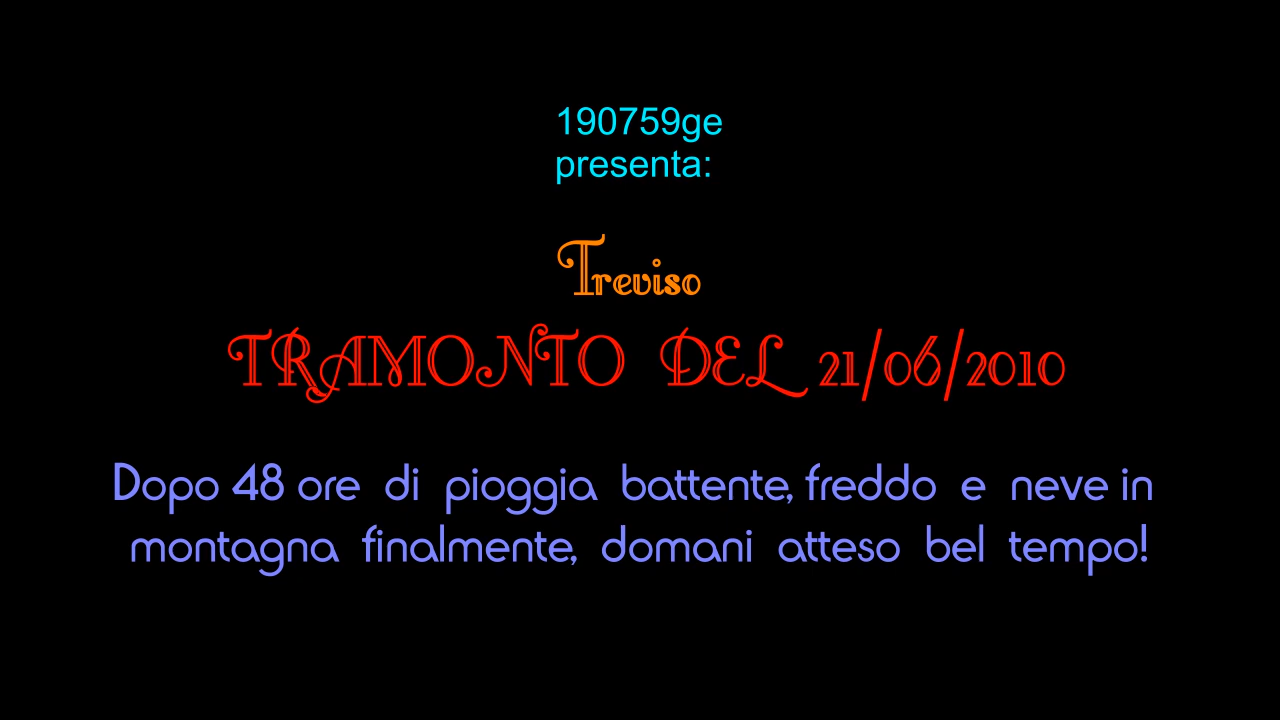 190759ge
presenta:
Treviso
TRAMONTO DEL 21/06/2010
Dopo 48 ore di pioggia battente, freddo e neve in
montagna finalmente, domani atteso bel tempo!